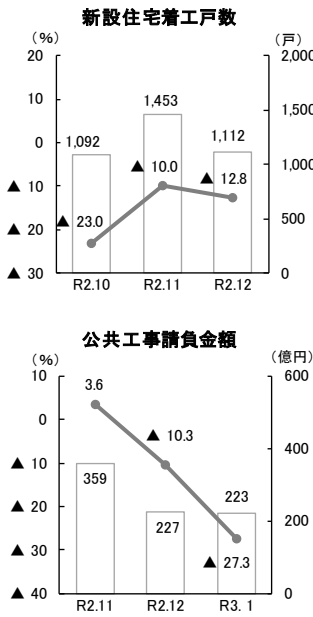 新設住宅着工戸数
(%) (戸)
20 2,000
10 1,453 1,500
0 1,092 1,112
▲ 10.0 ▲ 12.8 1,000
▲ 10
▲ 23.0 500
▲ 20
▲ 30 0
R2.10 R2.11 R2.12
公共工事請負金額
(%) (億円)
10 3.6 600
0 ▲ 10.3
400
▲ 10 359 223
▲ 20 227 200
▲ 30 ▲ 27.3
▲ 40 0
R2.11 R2.12 R3. 1